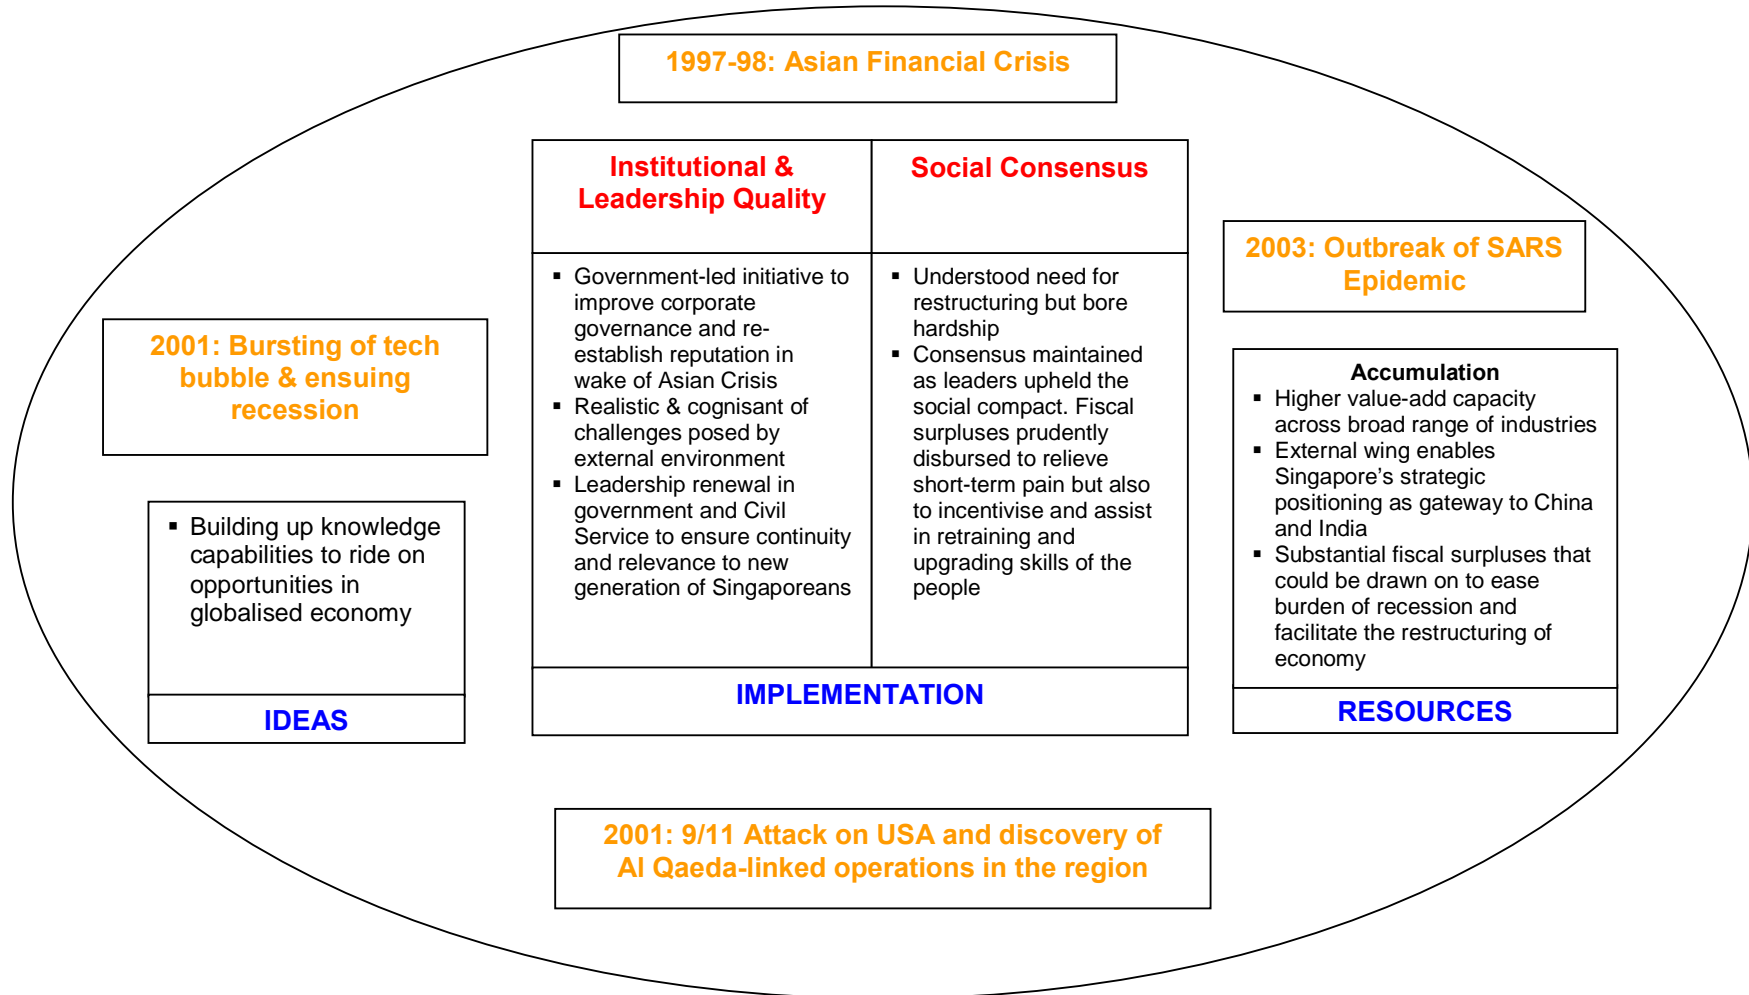 1997-98: Asian Financial Crisis
Institutional &
Leadership Quality
Social Consensus
▪ Government-led initiative to
improve corporate
governance and re-
establish reputation in
wake of Asian Crisis
▪ Realistic & cognisant of
challenges posed by
external environment
▪ Leadership renewal in
government and Civil
Service to ensure continuity
and relevance to new
generation of Singaporeans
▪ Understood need for
restructuring but bore
hardship
▪ Consensus maintained
as leaders upheld the
social compact. Fiscal
surpluses prudently
disbursed to relieve
short-term pain but also
to incentivise and assist
in retraining and
upgrading skills of the
people
IMPLEMENTATION
2001: Bursting of tech
bubble & ensuing
recession
▪ Building up knowledge
capabilities to ride on
opportunities in
globalised economy
IDEAS
2003: Outbreak of SARS
Epidemic
Accumulation
▪ Higher value-add capacity
across broad range of industries
▪ External wing enables
Singapore’s strategic
positioning as gateway to China
and India
▪ Substantial fiscal surpluses that
could be drawn on to ease
burden of recession and
facilitate the restructuring of
economy
RESOURCES
2001: 9/11 Attack on USA and discovery of
Al Qaeda-linked operations in the region